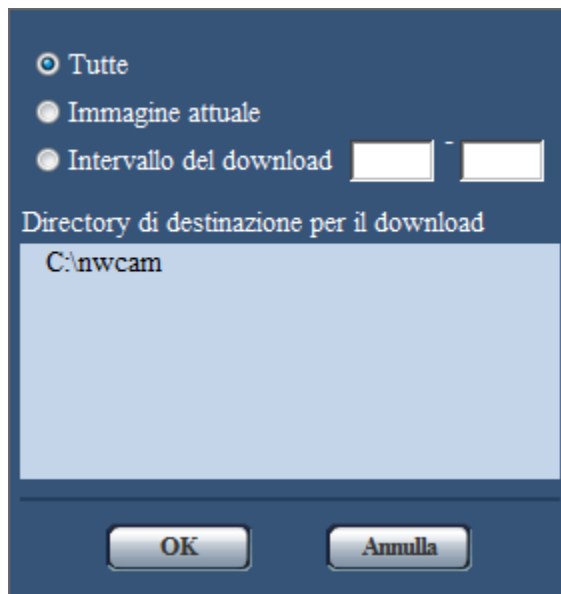 Tutte
Immagine attuale
Intervallo del download -
Directory di destinazione per il download
C:\nwcam
OK Annulla